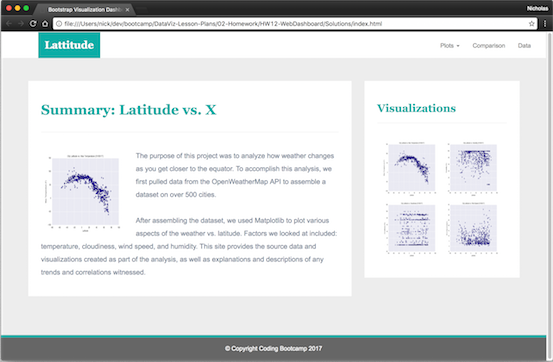 Bootstrap Visualization Dashb
Nicholas
file:///Users/nick/dev/bootcamp/DataViz-Lesson-Plans/02-Homework/HW12-WebDashboard/Solutions/index.html
Lattitude
Plots
Comparison
Data
Summary: Latitude vs. X
The purpose of this project was to analyze how weather changes
as you get closer to the equator. To accomplish this analysis, we
first pulled data from the OpenWeatherMap API to assemble a
dataset on over 500 cities.
After assembling the dataset, we used Matplotlib to plot various
aspects of the weather vs. latitude. Factors we looked at included:
temperature, cloudiness, wind speed, and humidity. This site provides the source data and
visualizations created as part of the analysis, as well as explanations and descriptions of any
trends and correlations witnessed.
Visualizations
© Copyright Coding Bootcamp 2017